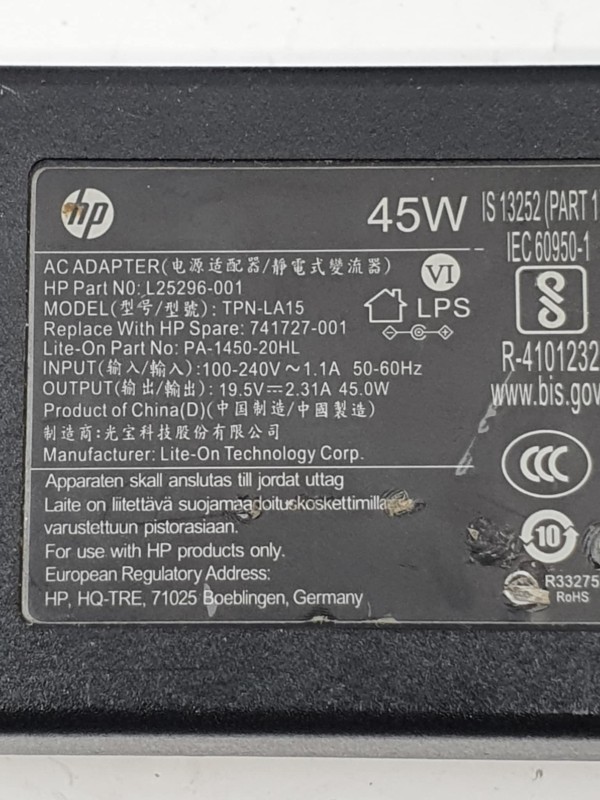 hp
45W
IS 13252 (PART 1)
IEC 60950-1
AC ADAPTER(电源适配器/靜電式變流器)
HP Part N0: L25296-001
MODEL(型号/型號): TPN-LA15
Replace With HP Spare: 741727-001
Lite-On Part No: PA-1450-20HL
INPUT(输入/輸入):100-240V～1.1A 50-60Hz
OUTPUT(输出/輸出): 19.5V⎓2.31A 45.0W
Product of China(D)(中国制造/中國製造)
制造商:光宝科技股份有限公司
Manufacturer: Lite-On Technology Corp.
VI
LPS
R-4101232
www.bis.gov
CCC
Apparaten skall anslutas till jordat uttag
Laite on liitettävä suojamaadoituskoskettimilla
varustettuun pistorasiaan.
For use with HP products only.
European Regulatory Address:
HP, HQ-TRE, 71025 Boeblingen, Germany
10
R33275
RoHS